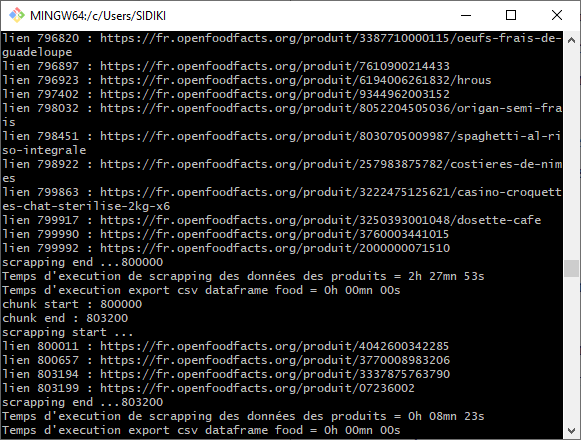 MINGW64:/c/Users/SIDIKI
lien 796820 : https://fr.openfoodfacts.org/produit/3387710000115/oeufs-frais-de-
guadeloupe
lien 796897 : https://fr.openfoodfacts.org/produit/7610900214433
lien 796923 : https://fr.openfoodfacts.org/produit/6194006261832/hrous
lien 797402 : https://fr.openfoodfacts.org/produit/9344962003152
lien 798032 : https://fr.openfoodfacts.org/produit/8052204505036/origan-semi-fra
is
lien 798451 : https://fr.openfoodfacts.org/produit/8030705009987/spaghetti-al-ri
so-integrale
lien 798922 : https://fr.openfoodfacts.org/produit/257983875782/costieres-de-nim
es
lien 799863 : https://fr.openfoodfacts.org/produit/3222475125621/casino-croquett
es-chat-sterilise-2kg-x6
lien 799917 : https://fr.openfoodfacts.org/produit/3250393001048/dosette-cafe
lien 799990 : https://fr.openfoodfacts.org/produit/3760003441015
lien 799992 : https://fr.openfoodfacts.org/produit/2000000071510
scrapping end ...800000
Temps d'execution de scrapping des données des produits = 2h 27mn 53s
Temps d'execution export csv dataframe food = 0h 00mn 00s
chunk start : 800000
chunk end : 803200
scrapping start ...
lien 800011 : https://fr.openfoodfacts.org/produit/4042600342285
lien 800657 : https://fr.openfoodfacts.org/produit/3770008983206
lien 803194 : https://fr.openfoodfacts.org/produit/3337875763790
lien 803199 : https://fr.openfoodfacts.org/produit/07236002
scrapping end ...803200
Temps d'execution de scrapping des données des produits = 0h 08mn 23s
Temps d'execution export csv dataframe food = 0h 00mn 00s